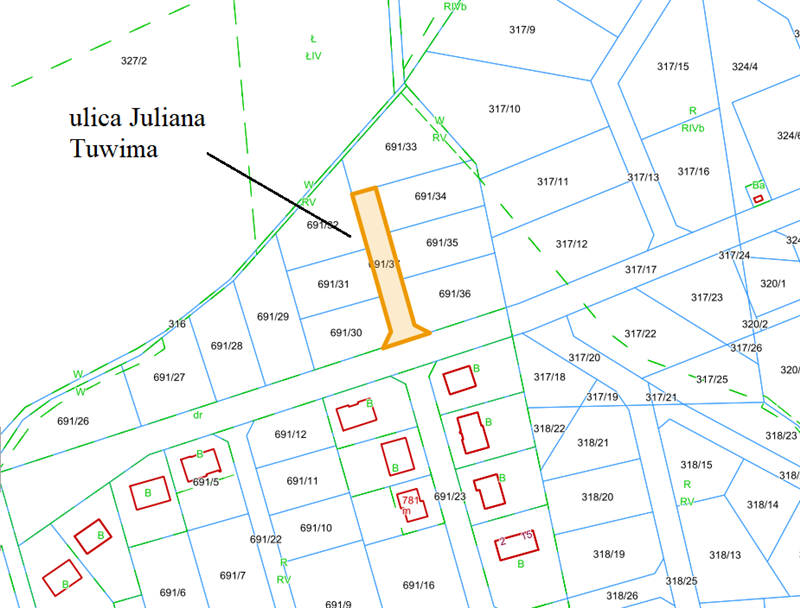 RIVb
317/9
Ł
ŁIV
327/2
317/15
324/4
ulica Juliana
Tuwima
317/10
R
RIVb
W
RV
324/6
691/33
317/16
317/13
317/11
W
RV
Ba
691/34
691/32
691/35
317/12
317/24
691/37
317/17
691/31
691/36
320/1
317/23
691/29
316
691/30
317/22
320/2
691/28
317/26
317/20
W
W
691/27
317/18
317/25
B
317/19
317/21
B
dr
691/26
691/12
B
318/22
318/23
318/21
B
318/15
B
691/5
691/11
B
B
R
RV
691/23
318/20
781
m
318/14
691/10
B
691/22
2
15
318/19
318/13
R
RV
B
691/7
318/25
B
691/6
691/16
318/26
691/9